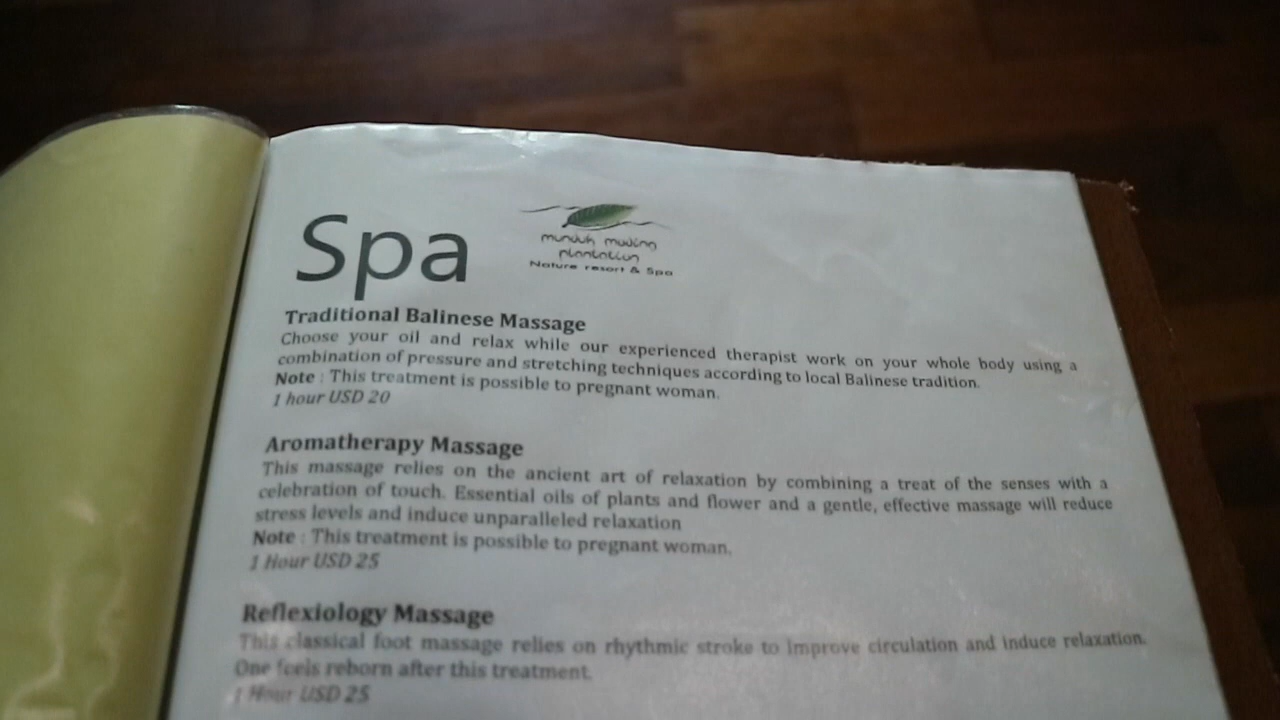 Spa
munduk moding
plantation
Nature resort & Spa
Traditional Balinese Massage
Choose your oil and relax while our experienced therapist work on your whole body using a
combination of pressure and stretching techniques according to local Balinese tradition.
Note : This treatment is possible to pregnant woman.
1 hour USD 20
Aromatherapy Massage
This massage relies on the ancient art of relaxation by combining a treat of the senses with a
celebration of touch. Essential oils of plants and flower and a gentle, effective massage will reduce
stress levels and induce unparalleled relaxation
Note : This treatment is possible to pregnant woman.
1 Hour USD 25
Reflexiology Massage
This classical foot massage relies on rhythmic stroke to improve circulation and induce relaxation.
One feels reborn after this treatment.
1 Hour USD 25